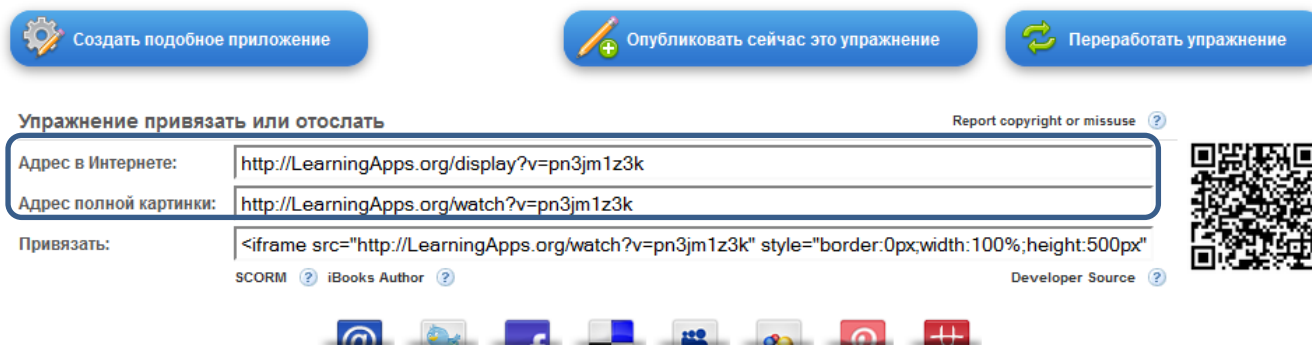 Создать подобное приложение
Опубликовать сейчас это упражнение
Переработать упражнение
Упражнение привязать или отослать
Report copyright or missuse ?
Адрес в Интернете: http://LearningApps.org/display?v=pn3jm1z3k
Адрес полной картинки: http://LearningApps.org/watch?v=pn3jm1z3k
Привязать: <iframe src="http://LearningApps.org/watch?v=pn3jm1z3k" style="border:0px;width:100%;height:500px"
SCORM ? iBooks Author ? Developer Source ?